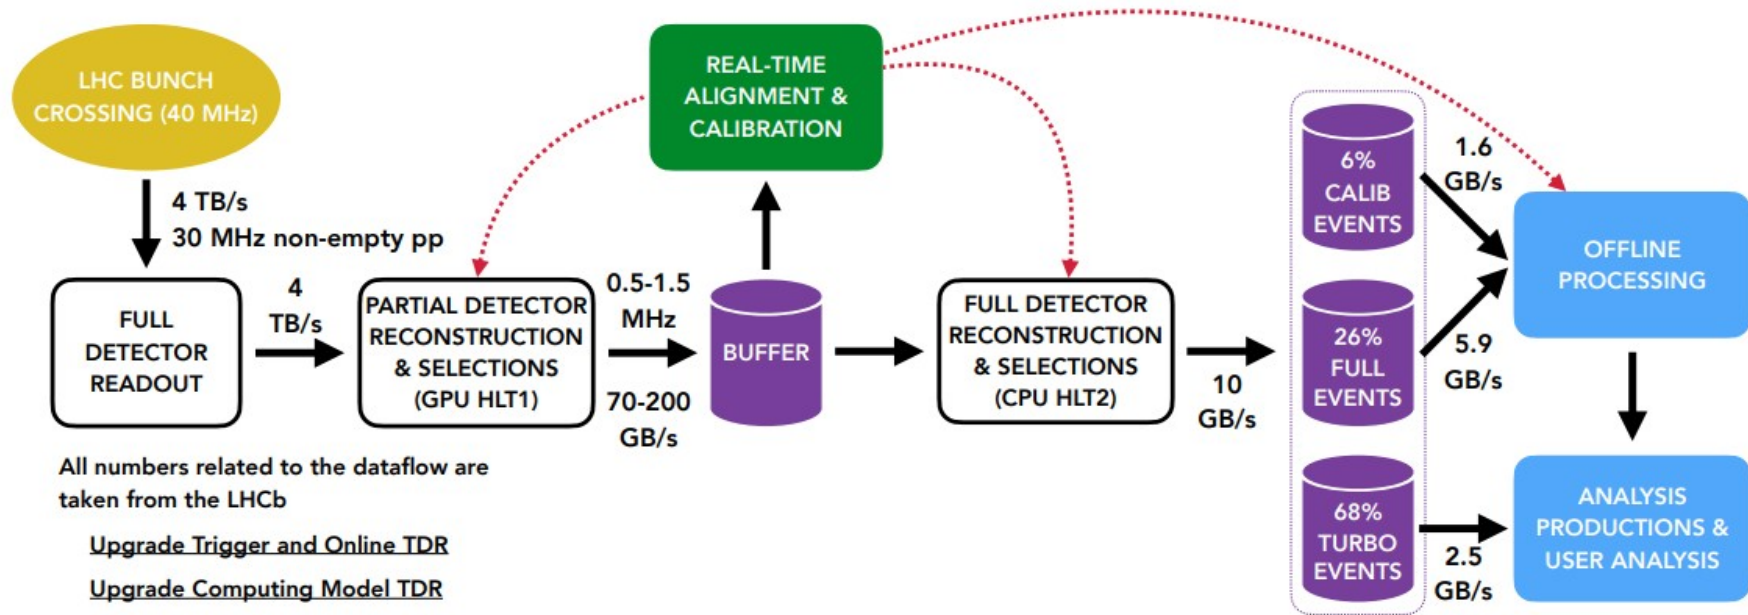 LHC BUNCH
CROSSING (40 MHz)
4 TB/s
30 MHz non-empty pp
FULL
DETECTOR
READOUT
4
TB/s
PARTIAL DETECTOR
RECONSTRUCTION
& SELECTIONS
(GPU HLT1)
0.5-1.5
MHz
70-200
GB/s
REAL-TIME
ALIGNMENT &
CALIBRATION
BUFFER
FULL DETECTOR
RECONSTRUCTION
& SELECTIONS
(CPU HLT2)
10
GB/s
6%
CALIB
EVENTS
1.6
GB/s
26%
FULL
EVENTS
5.9
GB/s
68%
TURBO
EVENTS
2.5
GB/s
OFFLINE
PROCESSING
ANALYSIS
PRODUCTIONS &
USER ANALYSIS
All numbers related to the dataflow are
taken from the LHCb
Upgrade Trigger and Online TDR
Upgrade Computing Model TDR